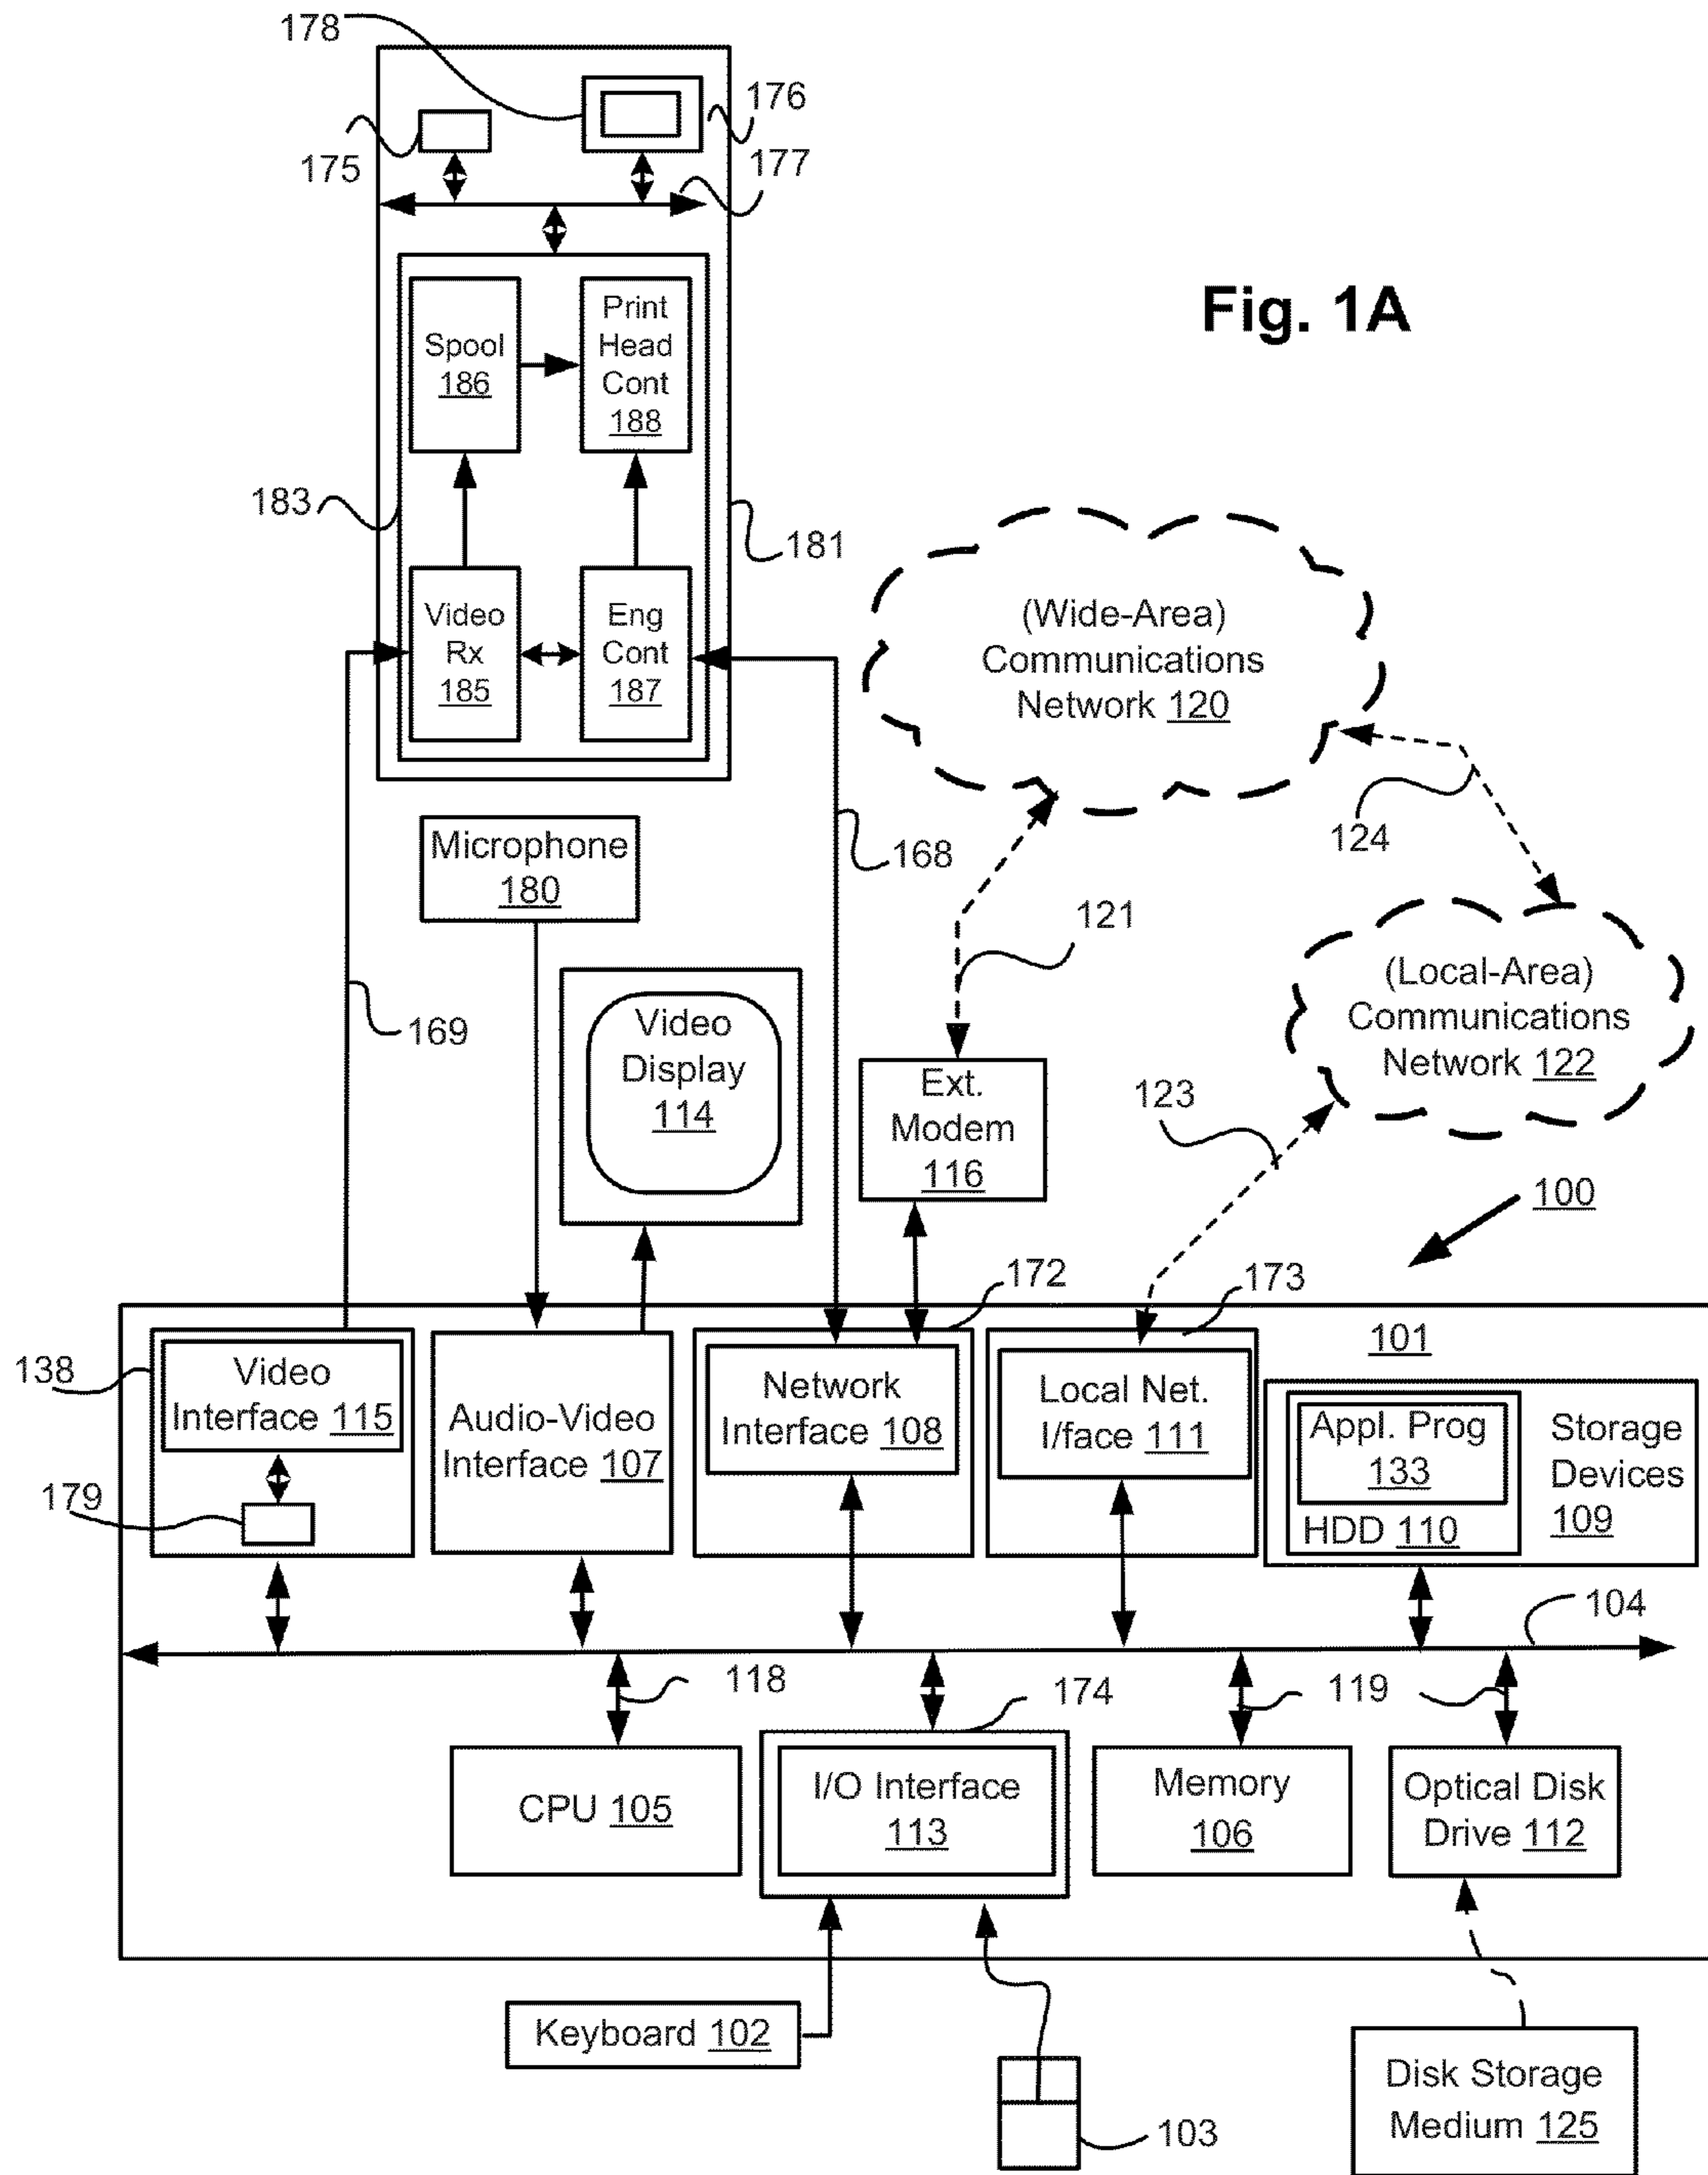 178
176
175
177
Fig. 1A
Spool
186
Print
Head
Cont
188
183
181
Video
Rx
185
Eng
Cont
187
(Wide-Area)
Communications
Network 120
124
Microphone
180
168
121
(Local-Area)
Communications
Network 122
169
Video
Display
114
Ext.
Modem
116
123
100
172
173
101
138
Video
Interface 115
179
Audio-Video
Interface 107
Network
Interface 108
Local Net.
I/face 111
Appl. Prog
133
HDD 110
Storage
Devices
109
104
118
174
119
CPU 105
I/O Interface
113
Memory
106
Optical Disk
Drive 112
Keyboard 102
103
Disk Storage
Medium 125